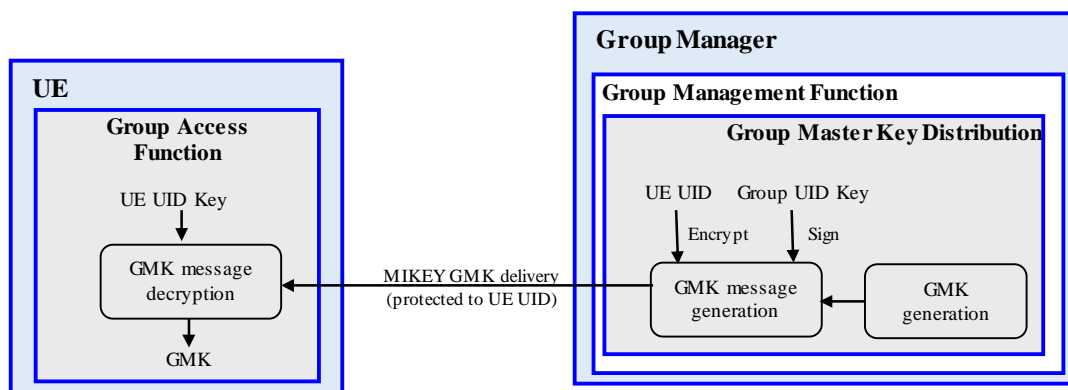 UE
Group Access
Function
UE UID Key
GMK message
decryption
GMK
MIKEY GMK delivery
(protected to UE UID)
Group Manager
Group Management Function
Group Master Key Distribution
UE UID
Group UID Key
Encrypt
Sign
GMK message
generation
GMK
generation